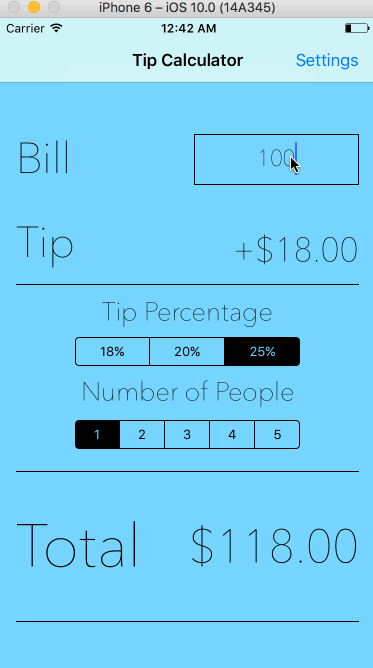 iPhone 6 – iOS 10.0 (14A345)
Carrier 12:42 AM
Tip Calculator Settings
Bill 100
Tip +$18.00
Tip Percentage
18% 20% 25%
Number of People
1 2 3 4 5
Total $118.00